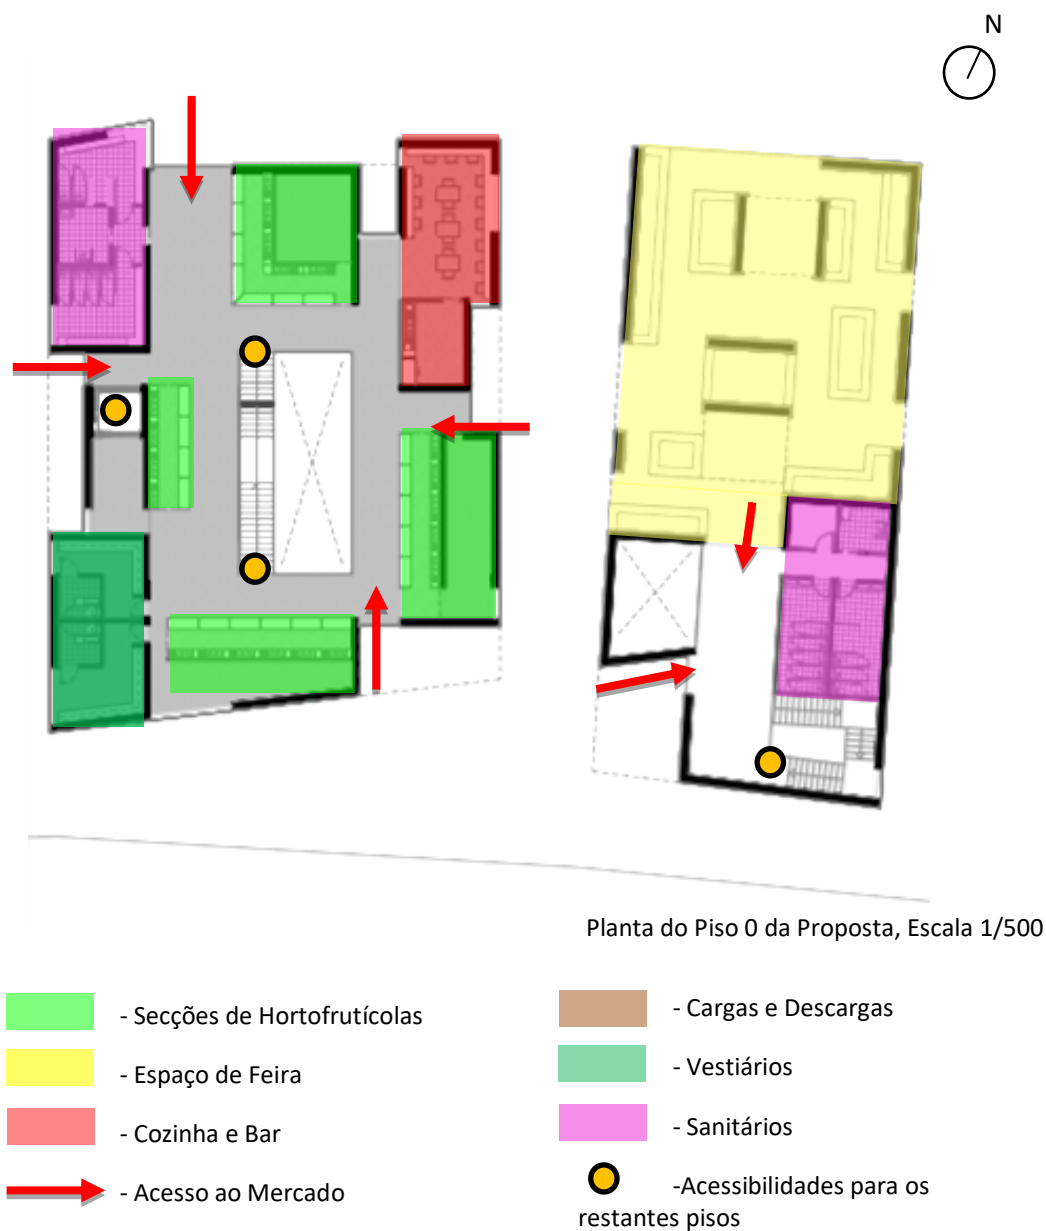 N
Planta do Piso 0 da Proposta, Escala 1/500
- Secções de Hortofrutícolas
- Espaço de Feira
- Cozinha e Bar
- Acesso ao Mercado
- Cargas e Descargas
- Vestiários
- Sanitários
-Acessibilidades para os
restantes pisos